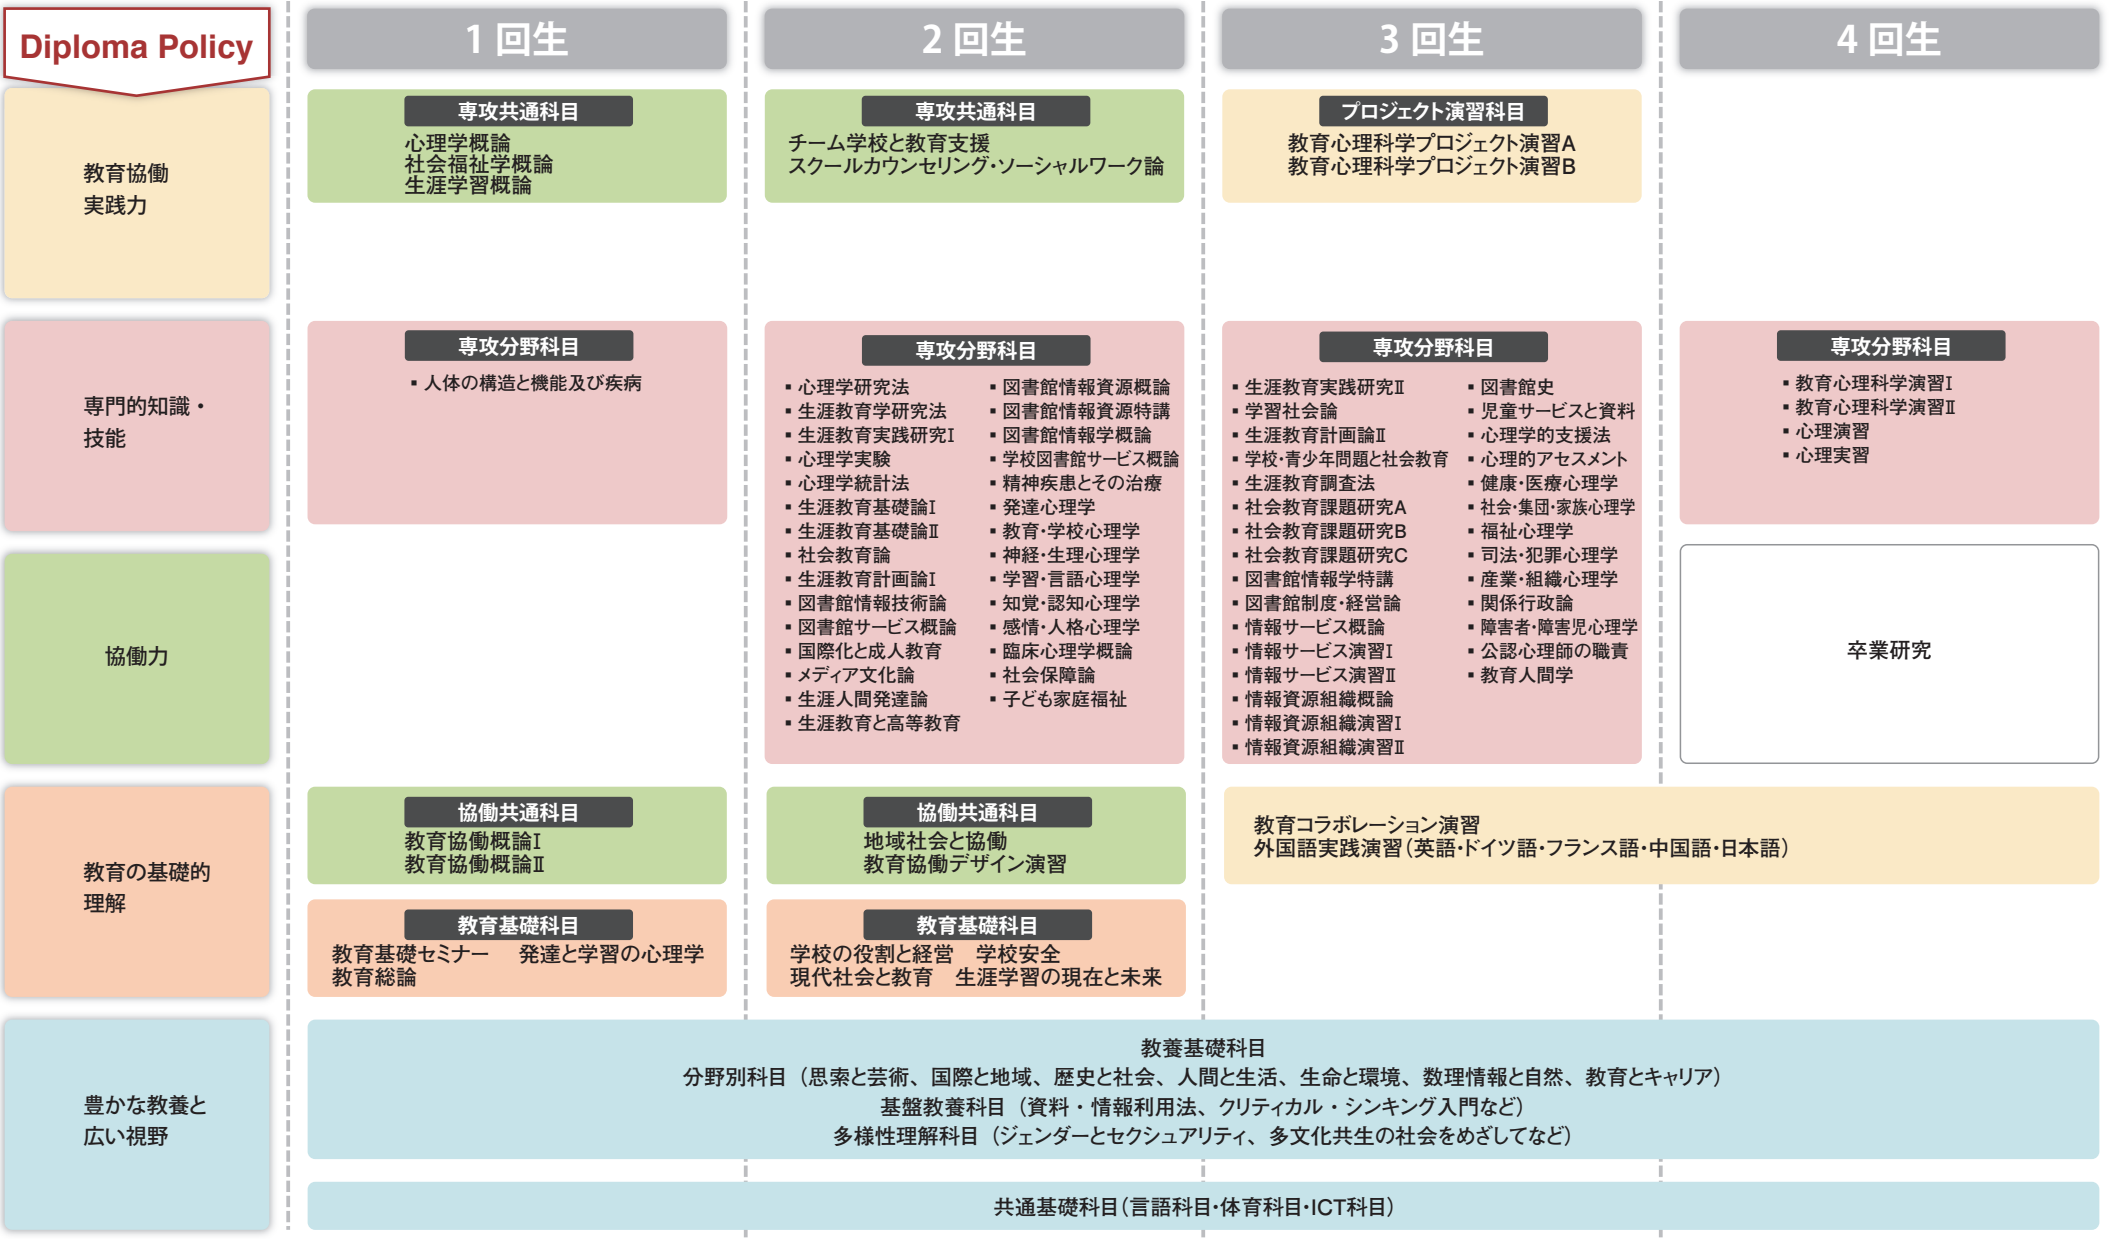 Diploma Policy
1 回生
2 回生
3 回生
4 回生
教育協働
実践力
専攻共通科目
心理学概論
社会福祉学概論
生涯学習概論
専攻共通科目
チーム学校と教育支援
スクールカウンセリング・ソーシャルワーク論
プロジェクト演習科目
教育心理科学プロジェクト演習A
教育心理科学プロジェクト演習B
専門的知識・
技能
専攻分野科目
▪ 人体の構造と機能及び疾病
専攻分野科目
▪ 心理学研究法
▪ 生涯教育学研究法
▪ 生涯教育実践研究Ⅰ
▪ 心理学実験
▪ 心理学統計法
▪ 生涯教育基礎論Ⅰ
▪ 生涯教育基礎論Ⅱ
▪ 社会教育論
▪ 生涯教育計画論Ⅰ
▪ 図書館情報技術論
▪ 図書館サービス概論
▪ 国際化と成人教育
▪ メディア文化論
▪ 生涯人間発達論
▪ 生涯教育と高等教育
▪ 図書館情報資源概論
▪ 図書館情報資源特講
▪ 図書館情報学概論
▪ 学校図書館サービス概論
▪ 精神疾患とその治療
▪ 発達心理学
▪ 教育・学校心理学
▪ 神経・生理心理学
▪ 学習・言語心理学
▪ 知覚・認知心理学
▪ 感情・人格心理学
▪ 臨床心理学概論
▪ 社会保障論
▪ 子ども家庭福祉
専攻分野科目
▪ 生涯教育実践研究Ⅱ
▪ 学習社会論
▪ 生涯教育計画論Ⅱ
▪ 学校・青少年問題と社会教育
▪ 生涯教育調査法
▪ 社会教育課題研究A
▪ 社会教育課題研究B
▪ 社会教育課題研究C
▪ 図書館情報学特講
▪ 図書館制度・経営論
▪ 情報サービス概論
▪ 情報サービス演習Ⅰ
▪ 情報サービス演習Ⅱ
▪ 情報資源組織概論
▪ 情報資源組織演習Ⅰ
▪ 情報資源組織演習Ⅱ
▪ 図書館史
▪ 児童サービスと資料
▪ 心理学的支援法
▪ 心理的アセスメント
▪ 健康・医療心理学
▪ 社会・集団・家族心理学
▪ 福祉心理学
▪ 司法・犯罪心理学
▪ 産業・組織心理学
▪ 関係行政論
▪ 障害者・障害児心理学
▪ 公認心理師の職責
▪ 教育人間学
専攻分野科目
▪ 教育心理科学演習Ⅰ
▪ 教育心理科学演習Ⅱ
▪ 心理演習
▪ 心理実習
協働力
卒業研究
教育の基礎的
理解
協働共通科目
教育協働概論Ⅰ
教育協働概論Ⅱ
協働共通科目
地域社会と協働
教育協働デザイン演習
教育コラボレーション演習
外国語実践演習（英語・ドイツ語・フランス語・中国語・日本語）
教育基礎科目
教育基礎セミナー　発達と学習の心理学
教育総論
教育基礎科目
学校の役割と経営　学校安全
現代社会と教育　生涯学習の現在と未来
豊かな教養と
広い視野
教養基礎科目
分野別科目（思索と芸術、国際と地域、歴史と社会、人間と生活、生命と環境、数理情報と自然、教育とキャリア）
基盤教養科目（資料・情報利用法、クリティカル・シンキング入門など）
多様性理解科目（ジェンダーとセクシュアリティ、多文化共生の社会をめざしてなど）
共通基礎科目（言語科目・体育科目・ICT科目）